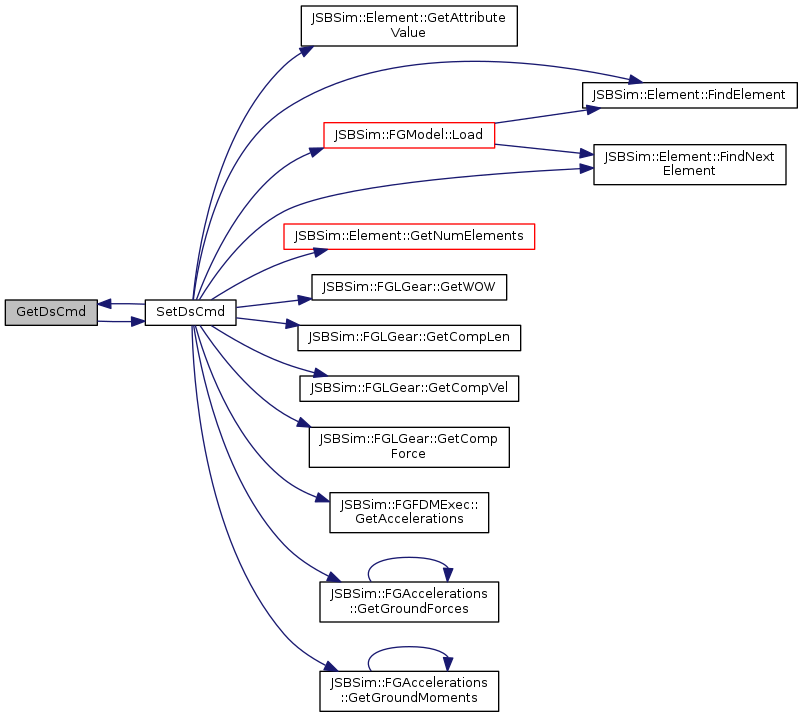 JSBSim::Element::GetAttribute
Value
JSBSim::Element::FindElement
JSBSim::FGModel::Load
JSBSim::Element::FindNext
Element
JSBSim::Element::GetNumElements
JSBSim::FGLGear::GetWOW
GetDsCmd
SetDsCmd
JSBSim::FGLGear::GetCompLen
JSBSim::FGLGear::GetCompVel
JSBSim::FGLGear::GetComp
Force
JSBSim::FGFDMExec::
GetAccelerations
JSBSim::FGAccelerations
::GetGroundForces
JSBSim::FGAccelerations
::GetGroundMoments